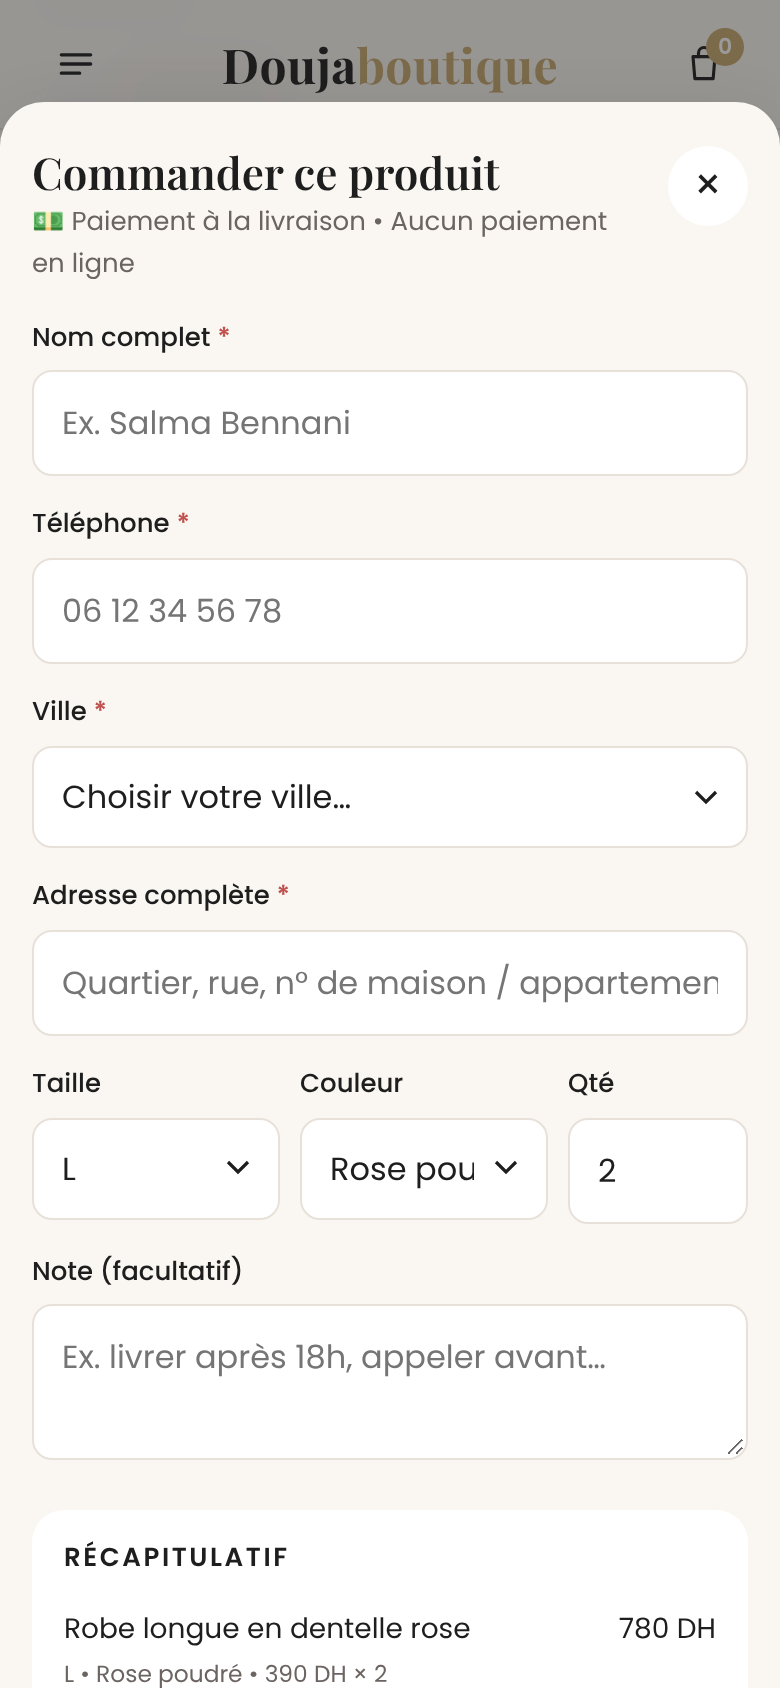 Doujaboutique
0
Commander ce produit
💵 Paiement à la livraison • Aucun paiement
en ligne
Nom complet *
Ex. Salma Bennani
Téléphone *
06 12 34 56 78
Ville *
Choisir votre ville...
Adresse complète *
Quartier, rue, n° de maison / appartemen
Taille Couleur Qté
L Rose pou 2
Note (facultatif)
Ex. livrer après 18h, appeler avant...
RÉCAPITULATIF
Robe longue en dentelle rose 780 DH
L • Rose poudré • 390 DH × 2